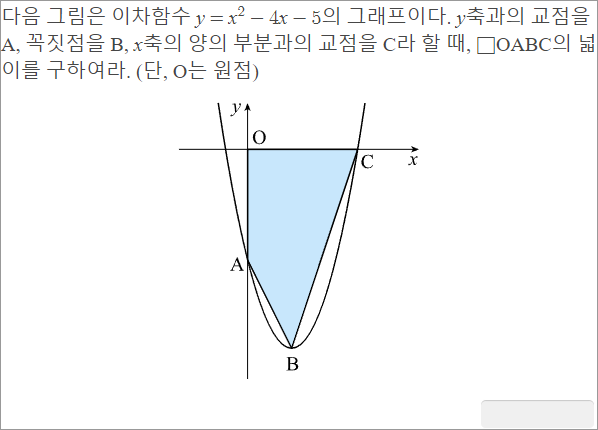 다음 그림은 이차함수 y = x² − 4x − 5의 그래프이다. y축과의 교점을
A, 꼭짓점을 B, x축의 양의 부분과의 교점을 C라 할 때, □OABC의 넓
이를 구하여라. (단, O는 원점)
y
O
C
x
A
B